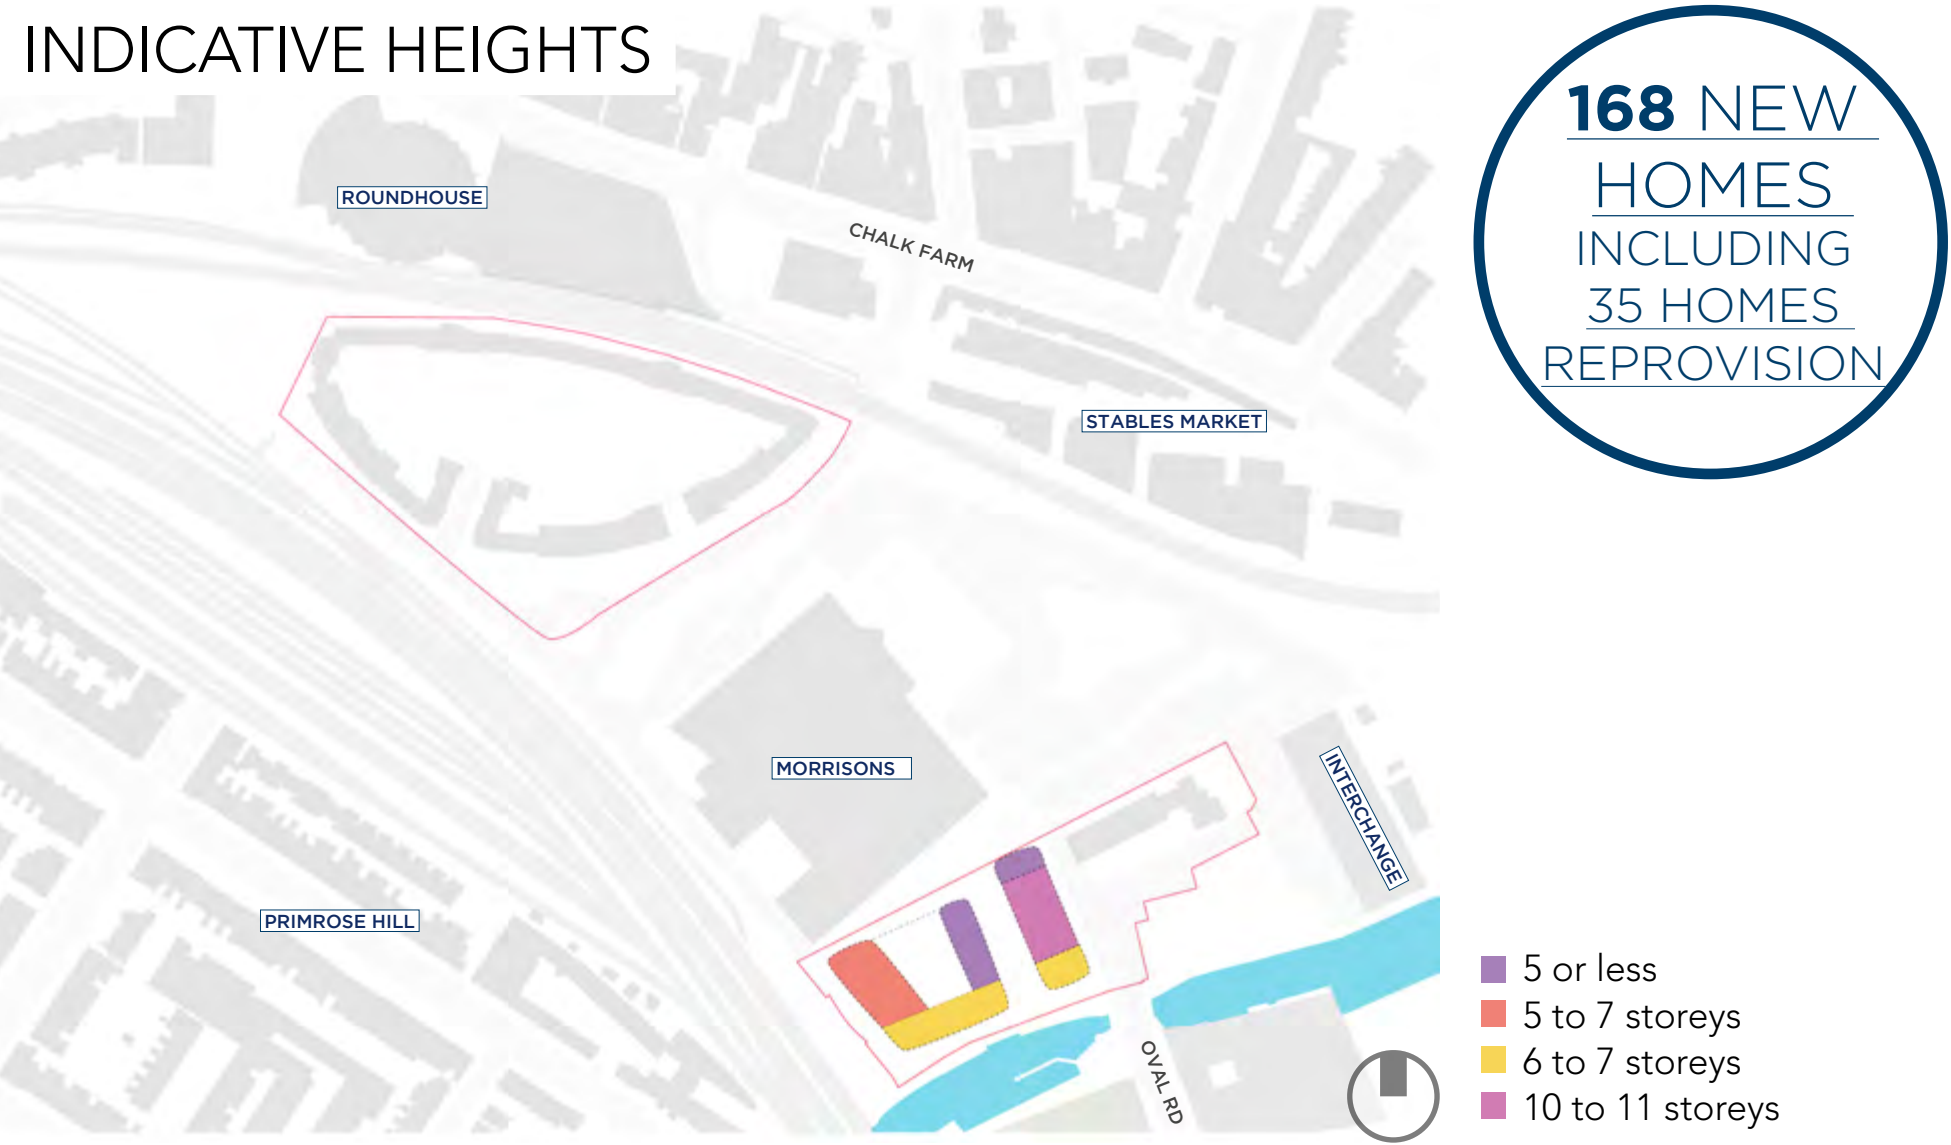 INDICATIVE HEIGHTS
168 NEW
HOMES
INCLUDING
35 HOMES
REPROVISION
ROUNDHOUSE
CHALK FARM
STABLES MARKET
MORRISONS
INTERCHANGE
PRIMROSE HILL
OVAL RD
5 or less
5 to 7 storeys
6 to 7 storeys
10 to 11 storeys